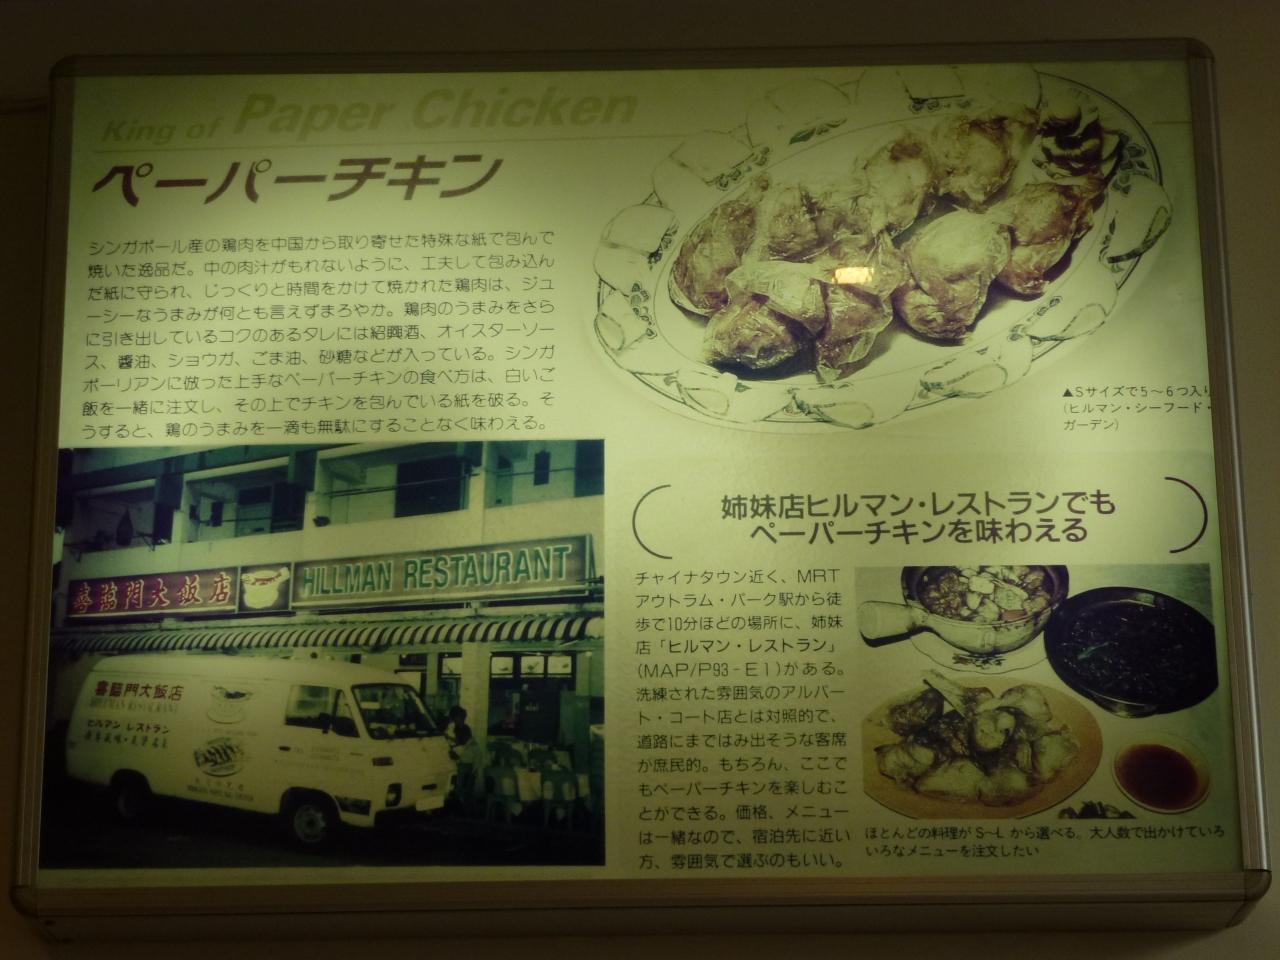 King of Paper Chicken
ペーパーチキン
シンガポール産の鶏肉を中国から取り寄せた特殊な紙で包んで
焼いた逸品だ。中の肉汁がもれないように、工夫して包み込ん
だ紙に守られ、じっくりと時間をかけて焼かれた鶏肉は、ジュ
ーシーなうまみが何とも言えずまろやか。鶏肉のうまみをさら
に引き出しているコクのあるタレには紹興酒、オイスターソー
ス、醬油、ショウガ、ごま油、砂糖などが入っている。シンガ
ポーリアンに倣った上手なペーパーチキンの食べ方は、白いご
飯を一緒に注文し、その上でチキンを包んでいる紙を破る。そ
うすると、鶏のうまみを一滴も無駄にすることなく味わえる。
▲Sサイズで5〜6つ入り
(ヒルマン・シーフード・
ガーデン)
喜臨門大飯店
HILLMAN RESTAURANT
喜臨門大飯店
HILLMAN RESTAURANT
ヒルマン レストラン
姉妹店ヒルマン・レストランでも
ペーパーチキンを味わえる
チャイナタウン近く、MRT
アウトラム・パーク駅から徒
歩で10分ほどの場所に、姉妹
店「ヒルマン・レストラン」
(MAP/P93-E1)がある。
洗練された雰囲気のアルバー
ト・コート店とは対照的で、
道路にまではみ出そうな客席
が庶民的。もちろん、ここで
もペーパーチキンを楽しむこ
とができる。価格、メニュー
は一緒なので、宿泊先に近い
方、雰囲気で選ぶのもいい。
ほとんどの料理が S〜L から選べる。大人数で出かけていろ
いろなメニューを注文したい